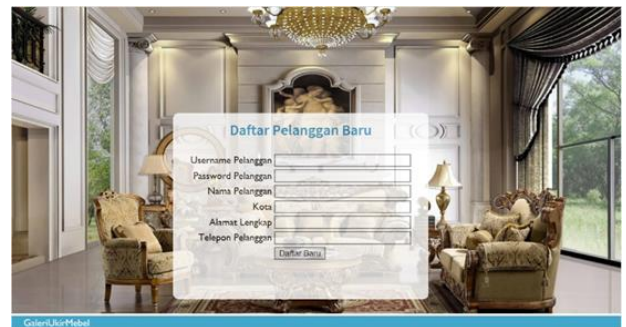 Daftar Pelanggan Baru
Username Pelanggan
Password Pelanggan
Nama Pelanggan
Kota
Alamat Lengkap
Telepon Pelanggan
Daftar Baru
GaleriUkirMebel